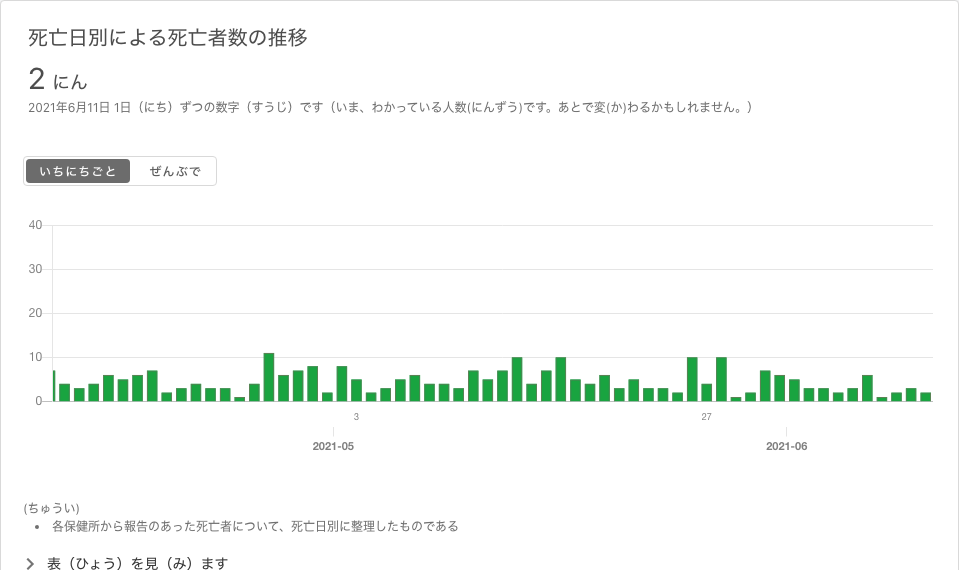 死亡日別による死亡者数の推移
2 にん
2021年6月11日 1日（にち）ずつの数字（すうじ）です（いま、わかっている人数(にんずう)です。あとで変(か)わるかもしれません。）
いちにちごと ぜんぶで
40
30
20
10
0
3 27
2021-05 2021-06
(ちゅうい)
• 各保健所から報告のあった死亡者について、死亡日別に整理したものである
表（ひょう）を見（み）ます